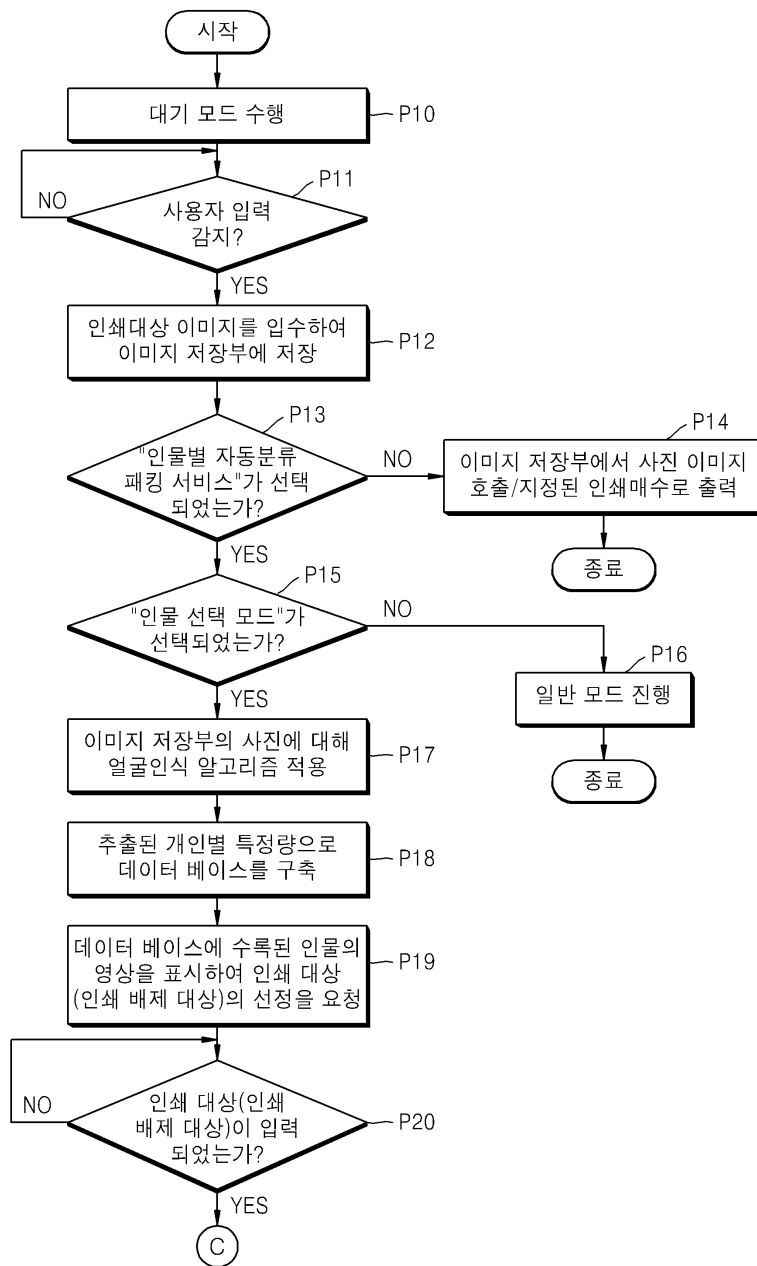 시작
대기 모드 수행
P10
P11
NO
사용자 입력
감지?
YES
인쇄대상 이미지를 입수하여
이미지 저장부에 저장
P12
P13
"인물별 자동분류
패킹 서비스"가 선택
되었는가?
NO
P14
이미지 저장부에서 사진 이미지
호출/지정된 인쇄매수로 출력
종료
YES
P15
"인물 선택 모드"가
선택되었는가?
NO
P16
일반 모드 진행
종료
YES
이미지 저장부의 사진에 대해
얼굴인식 알고리즘 적용
P17
추출된 개인별 특정량으로
데이터 베이스를 구축
P18
데이터 베이스에 수록된 인물의
영상을 표시하여 인쇄 대상
(인쇄 배제 대상)의 선정을 요청
P19
NO
인쇄 대상(인쇄
배제 대상)이 입력
되었는가?
P20
YES
C